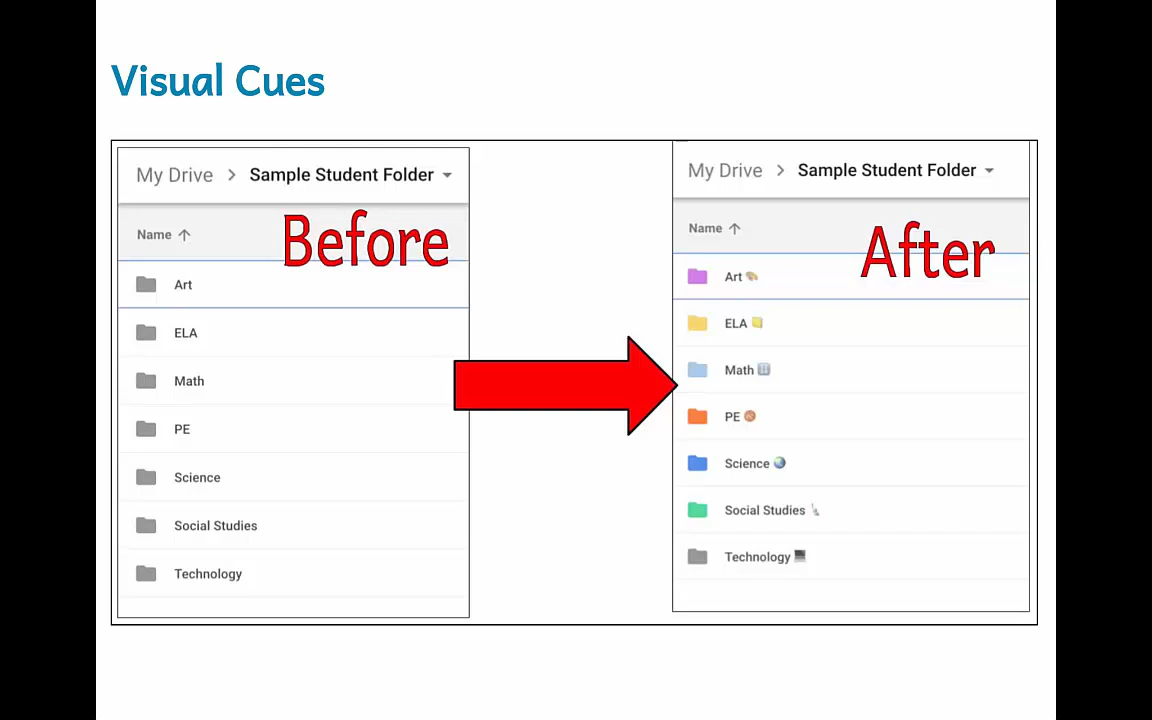 Visual Cues
My Drive > Sample Student Folder
Name ↑
Before
Art
ELA
Math
PE
Science
Social Studies
Technology
My Drive > Sample Student Folder
Name ↑
After
Art 🎨
ELA
Math 🔢
PE 🏀
Science 🌏
Social Studies 🗽
Technology 💻